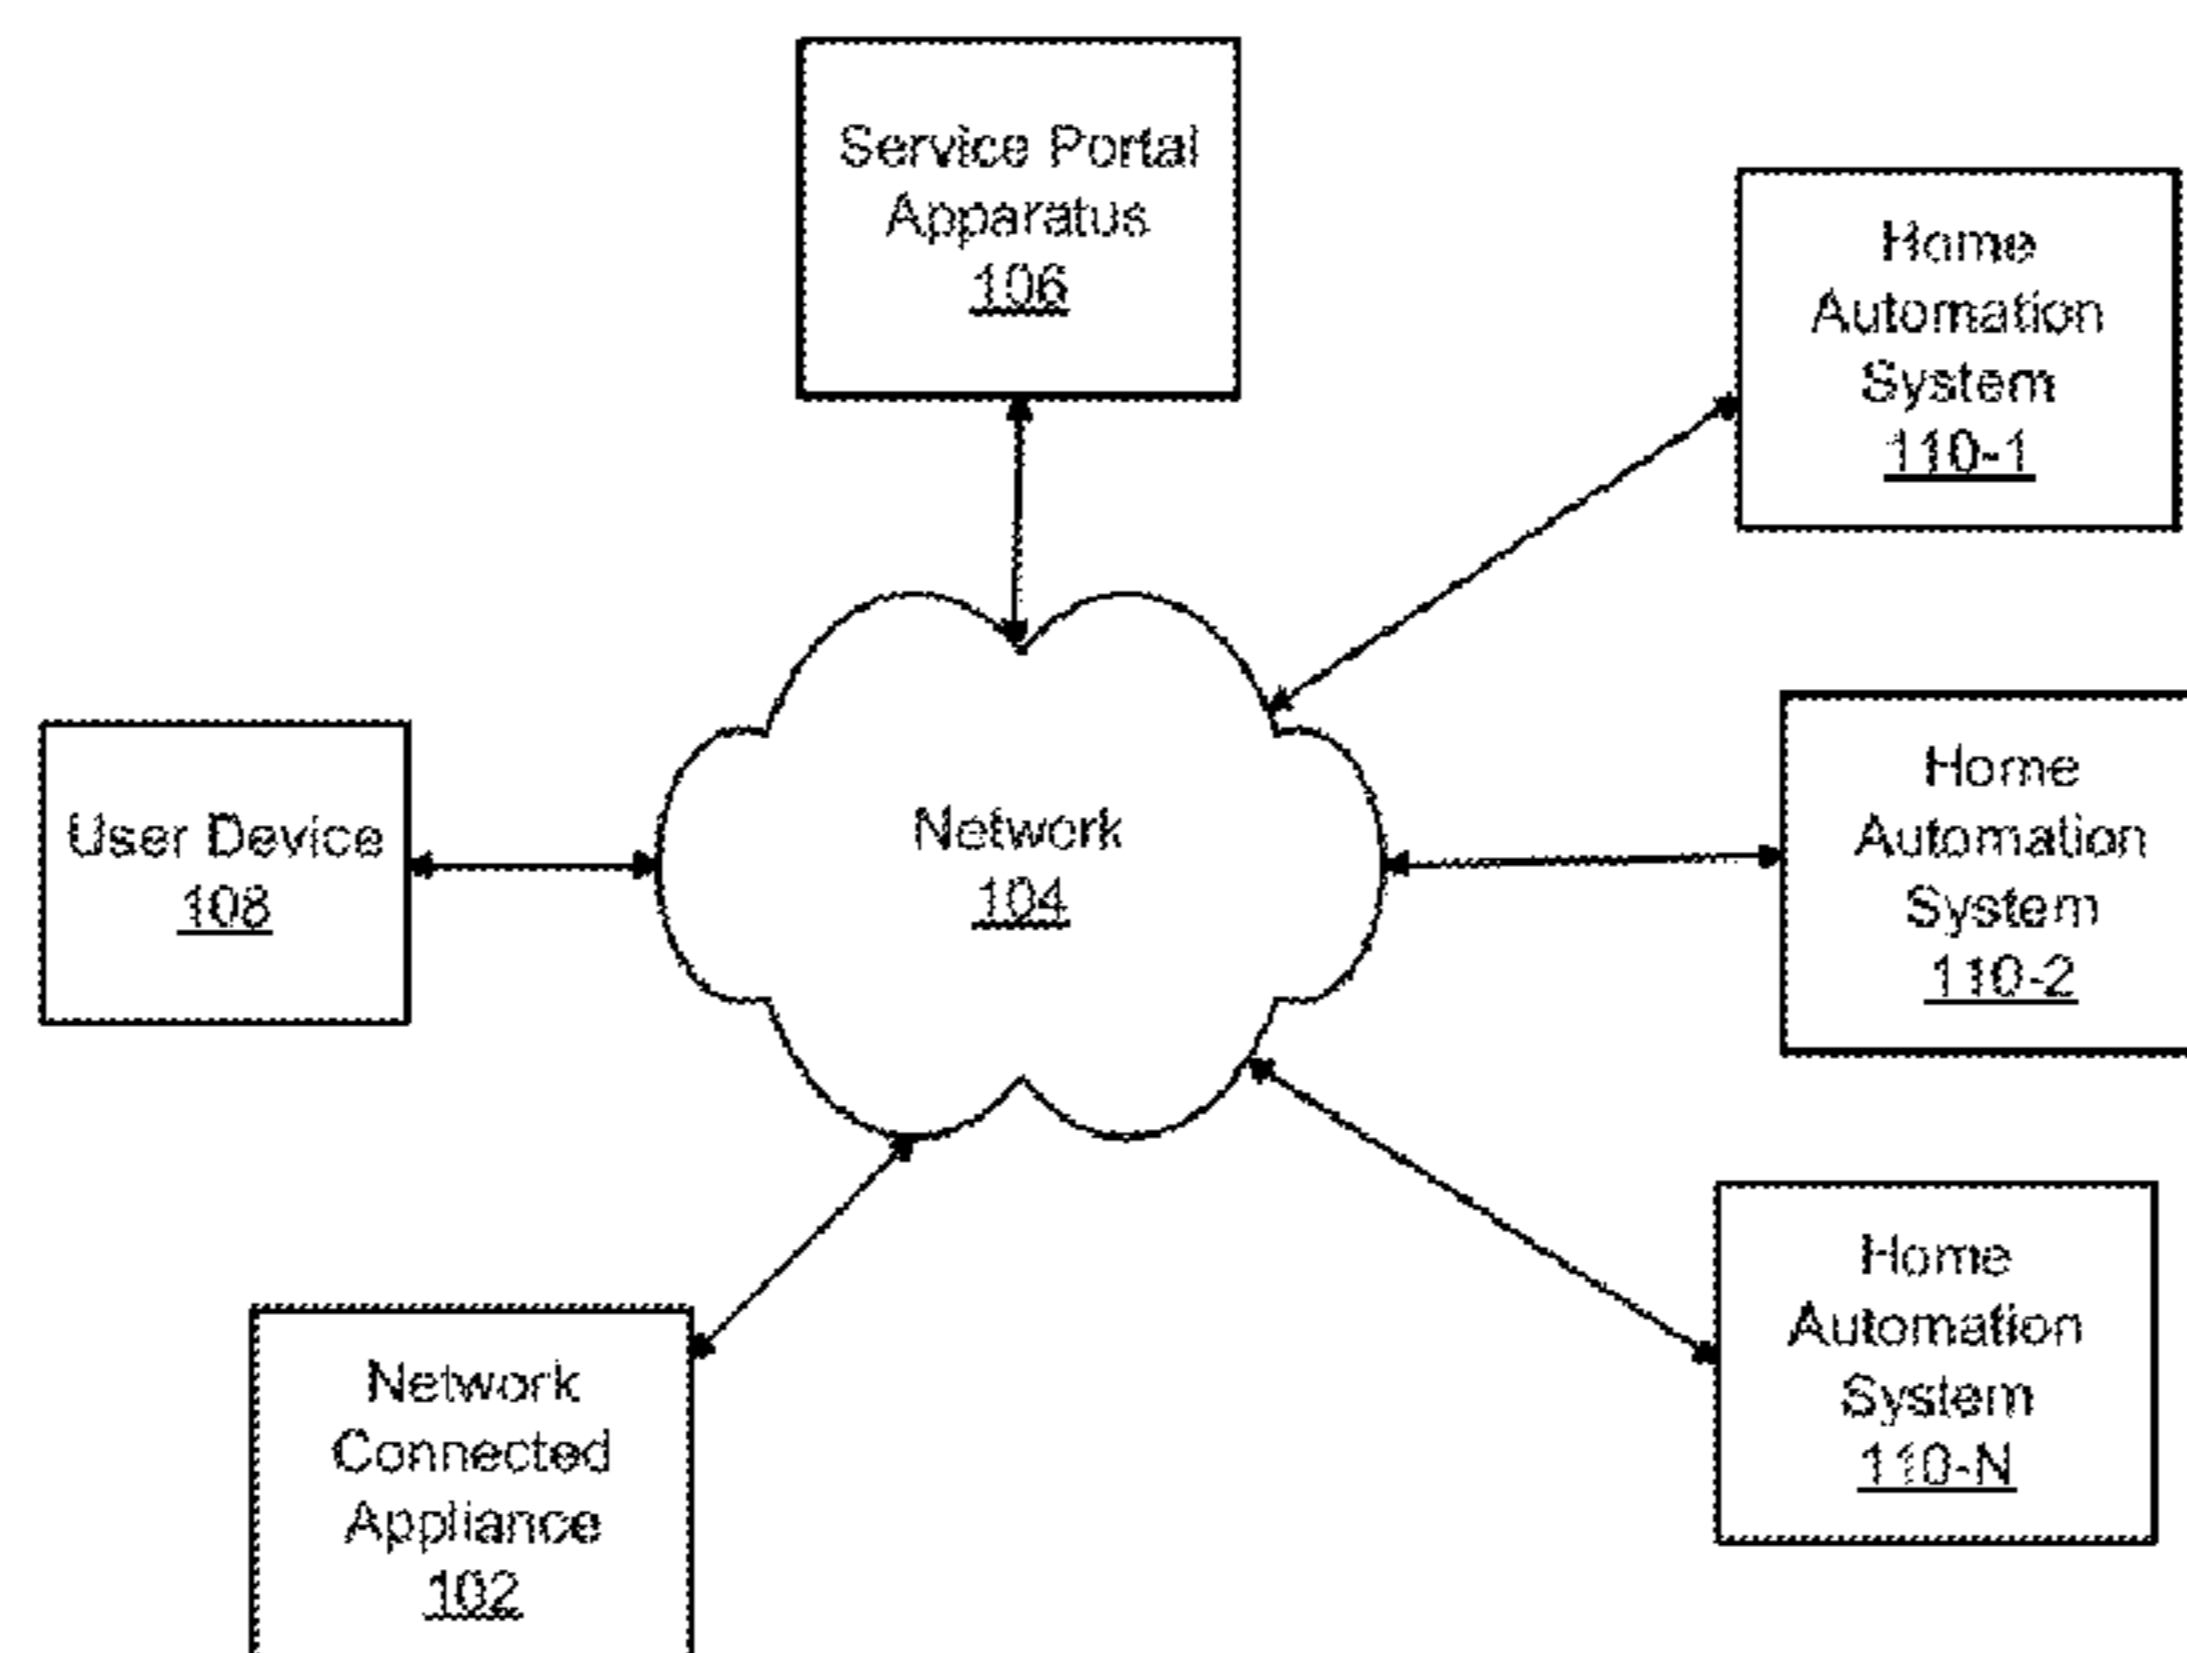 Service Portal
Apparatus
106
Home
Automation
System
110-1
User Device
108
Network
104
Home
Automation
System
110-2
Network
Connected
Appliance
102
Home
Automation
System
110-N